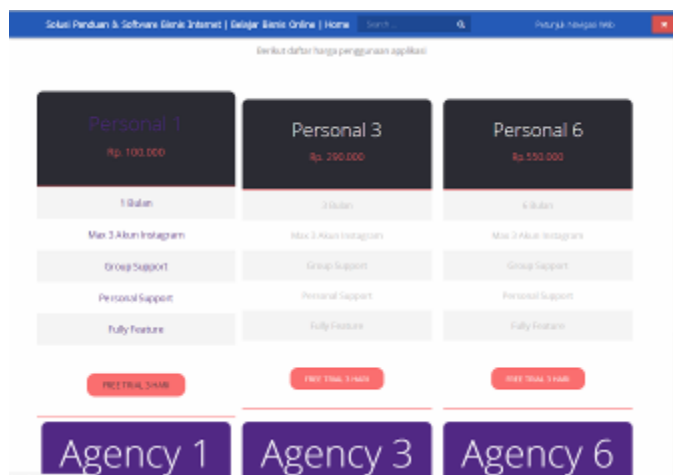 Solusi Panduan & Software Bisnis Internet | Belajar Bisnis Online | Home
Search...
Petunjuk Navigasi Web
Berikut daftar harga penggunaan applikasi
Personal 1
Rp. 100.000
1 Bulan
Max 3 Akun Instagram
Group Support
Personal Support
Fully Feature
FREE TRIAL 3 HARI
Personal 3
Rp. 290.000
3 Bulan
Max 3 Akun Instagram
Group Support
Personal Support
Fully Feature
FREE TRIAL 3 HARI
Personal 6
Rp. 550.000
6 Bulan
Max 3 Akun Instagram
Group Support
Personal Support
Fully Feature
FREE TRIAL 3 HARI
Agency 1
Agency 3
Agency 6